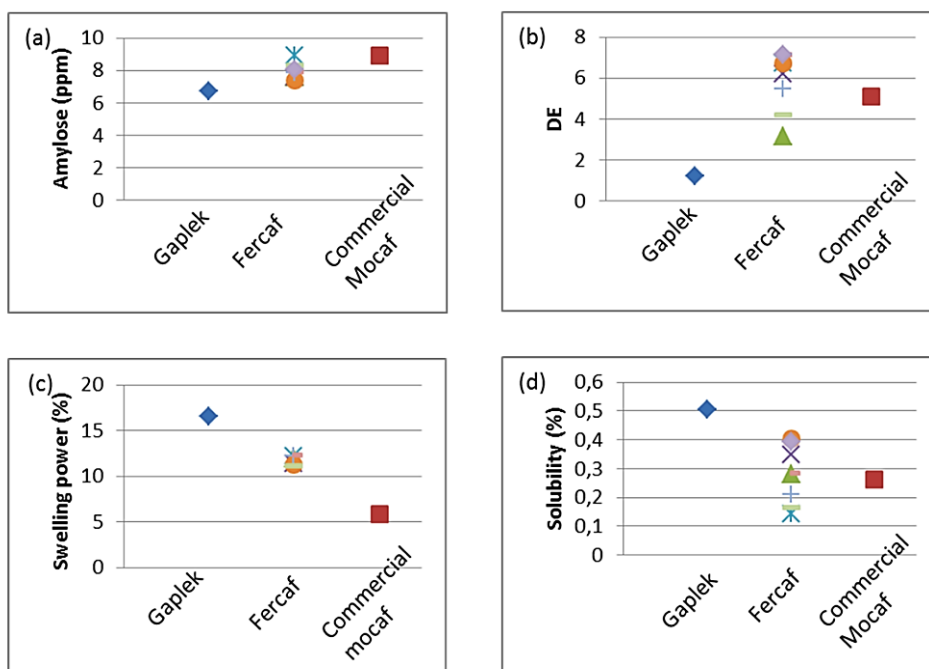 (a)
Amylose (ppm)
10
8
6
4
2
0
Gaplek
Fercaf
Commercial
Mocaf
(b)
DE
8
6
4
2
0
Gaplek
Fercaf
Commercial
Mocaf
(c)
Swelling power (%)
20
15
10
5
0
Gaplek
Fercaf
Commercial
mocaf
(d)
Solubility (%)
0,6
0,5
0,4
0,3
0,2
0,1
0
Gaplek
Fercaf
Commercial
Mocaf